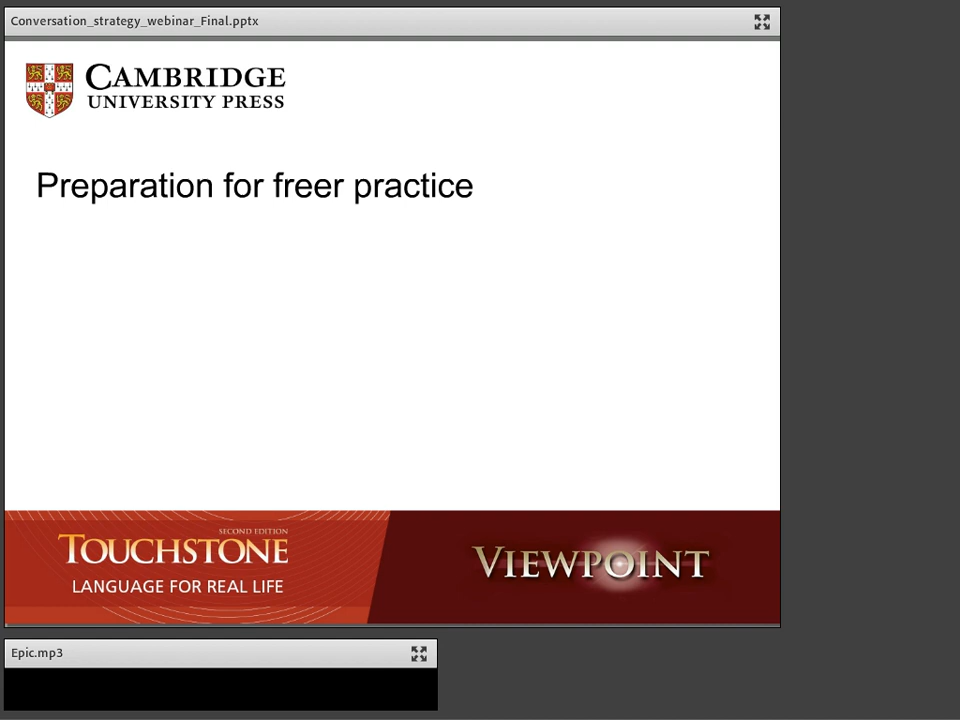 Conversation_strategy_webinar_Final.pptx
CAMBRIDGE
UNIVERSITY PRESS
Preparation for freer practice
SECOND EDITION
TOUCHSTONE
LANGUAGE FOR REAL LIFE
VIEWPOINT
Epic.mp3